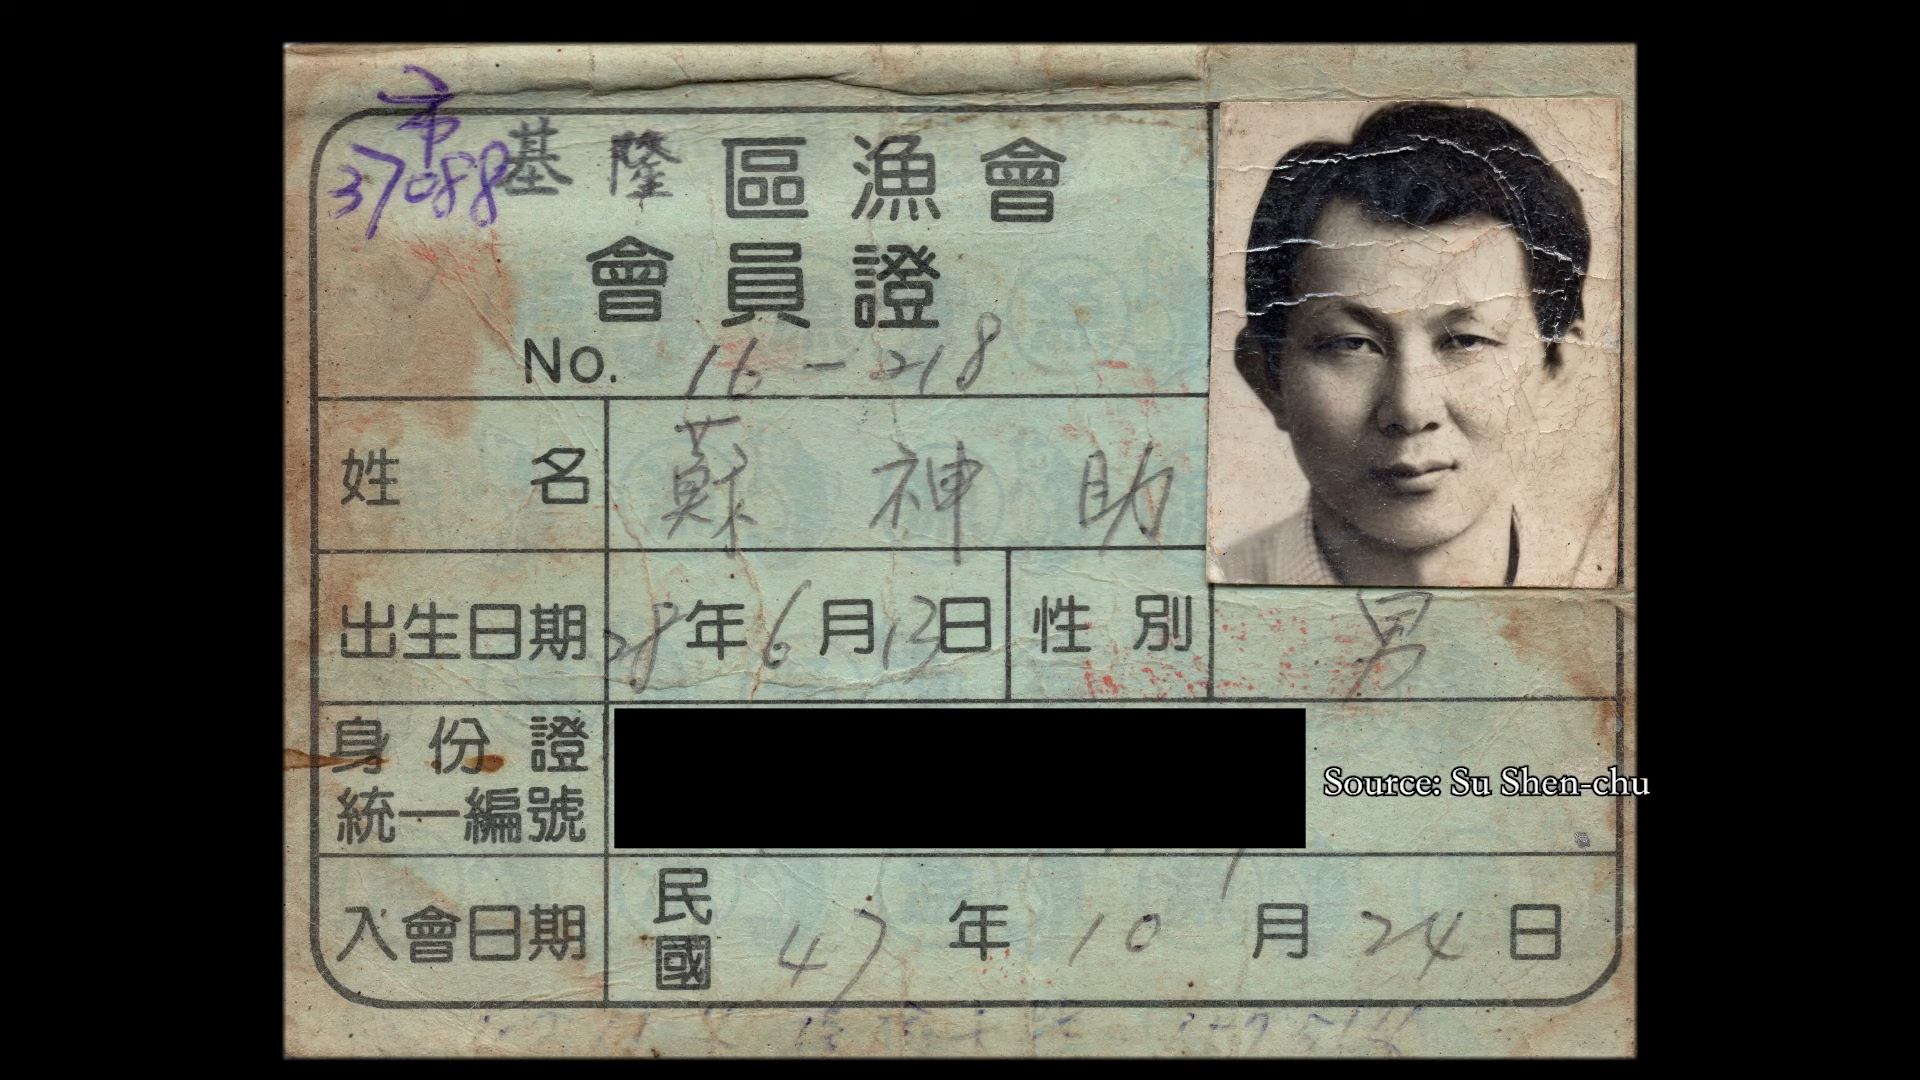 市
37088
基隆區漁會
會員證
No. 16-218
姓名 蘇神助
出生日期 28年6月13日 性別 男
身份證
統一編號
Source: Su Shen-chu
入會日期 民國47年10月24日